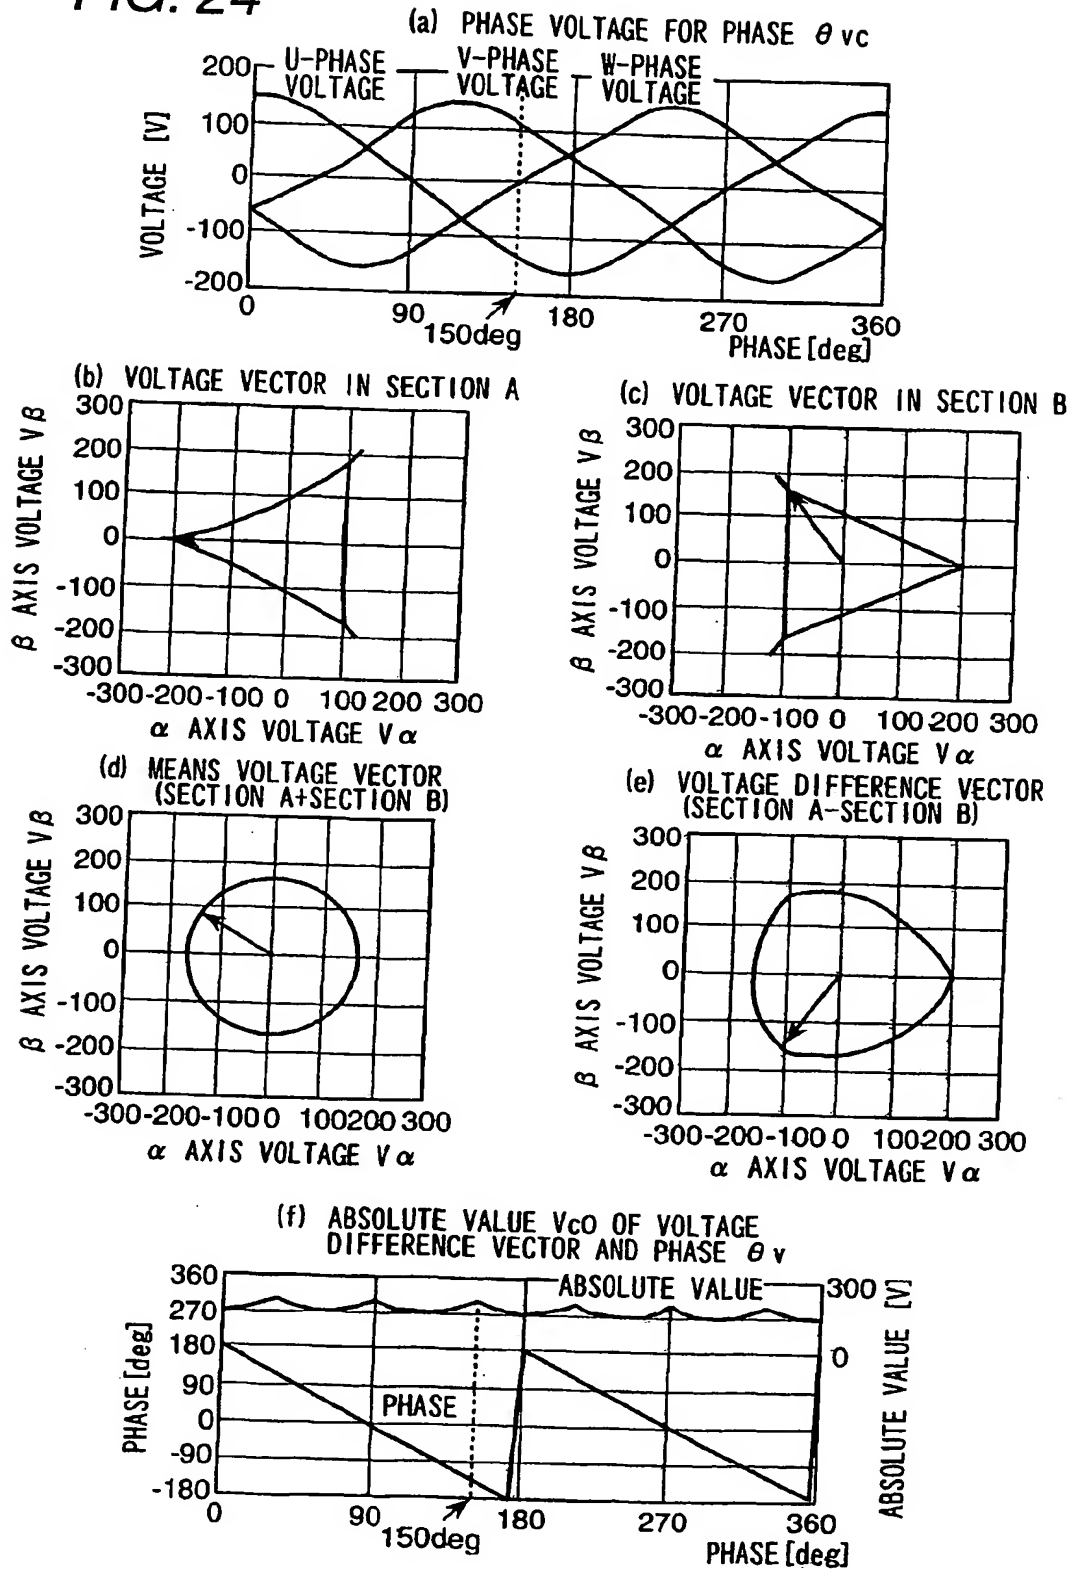 FIG. 24
(a) PHASE VOLTAGE FOR PHASE θ vc
U-PHASE VOLTAGE
V-PHASE VOLTAGE
W-PHASE VOLTAGE
VOLTAGE [V]
200
100
0
-100
-200
0
90
150deg
180
270
360
PHASE [deg]
(b) VOLTAGE VECTOR IN SECTION A
β AXIS VOLTAGE Vβ
300
200
100
0
-100
-200
-300
-300 -200 -100 0 100 200 300
α AXIS VOLTAGE Vα
(c) VOLTAGE VECTOR IN SECTION B
β AXIS VOLTAGE Vβ
300
200
100
0
-100
-200
-300
-300 -200 -100 0 100 200 300
α AXIS VOLTAGE Vα
(d) MEANS VOLTAGE VECTOR
(SECTION A+SECTION B)
β AXIS VOLTAGE Vβ
300
200
100
0
-100
-200
-300
-300 -200 -100 0 100 200 300
α AXIS VOLTAGE Vα
(e) VOLTAGE DIFFERENCE VECTOR
(SECTION A-SECTION B)
β AXIS VOLTAGE Vβ
300
200
100
0
-100
-200
-300
-300 -200 -100 0 100 200 300
α AXIS VOLTAGE Vα
(f) ABSOLUTE VALUE Vc0 OF VOLTAGE
DIFFERENCE VECTOR AND PHASE θ v
PHASE [deg]
360
270
180
90
0
-90
-180
ABSOLUTE VALUE
PHASE
300
0
ABSOLUTE VALUE [V]
0
90
150deg
180
270
360
PHASE [deg]